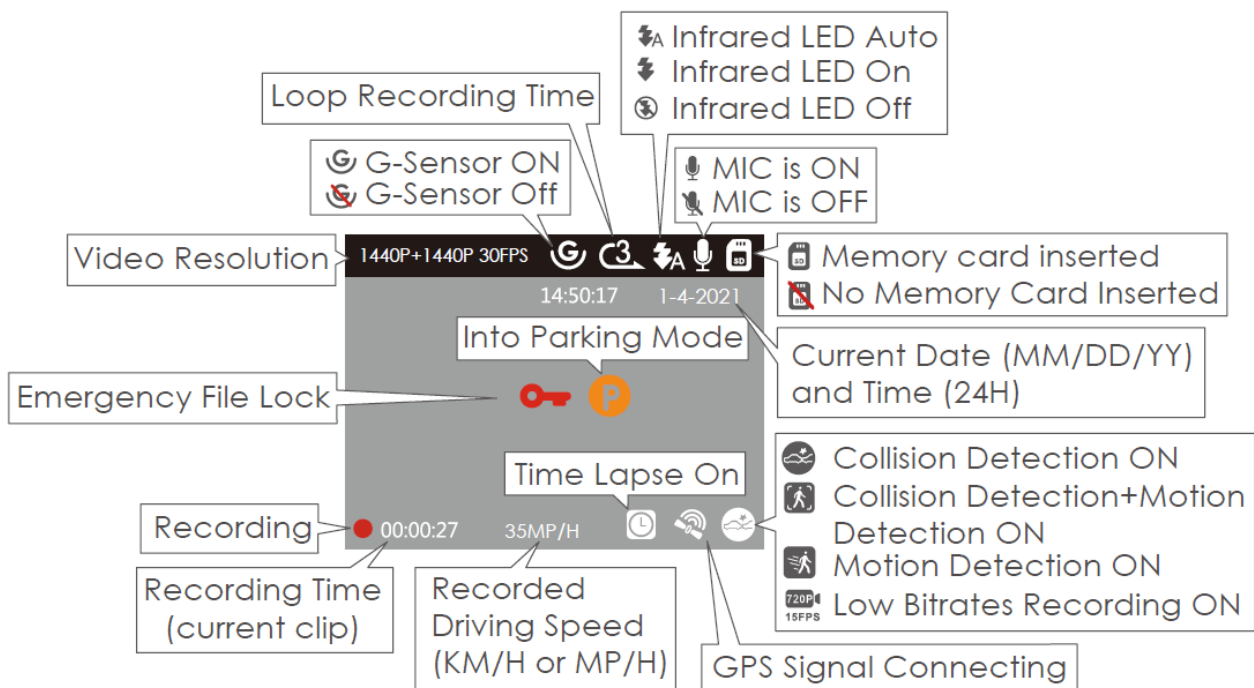 Infrared LED Auto
Infrared LED On
Infrared LED Off
Loop Recording Time
G-Sensor ON
G-Sensor Off
MIC is ON
MIC is OFF
Video Resolution
1440P+1440P 30FPS
G
3
A
SD
Memory card inserted
No Memory Card Inserted
14:50:17
1-4-2021
Into Parking Mode
P
Current Date (MM/DD/YY)
and Time (24H)
Emergency File Lock
Time Lapse On
Collision Detection ON
Collision Detection+Motion
Detection ON
Motion Detection ON
720P
15FPS
Low Bitrates Recording ON
Recording
00:00:27
35MP/H
Recording Time
(current clip)
Recorded
Driving Speed
(KM/H or MP/H)
GPS Signal Connecting